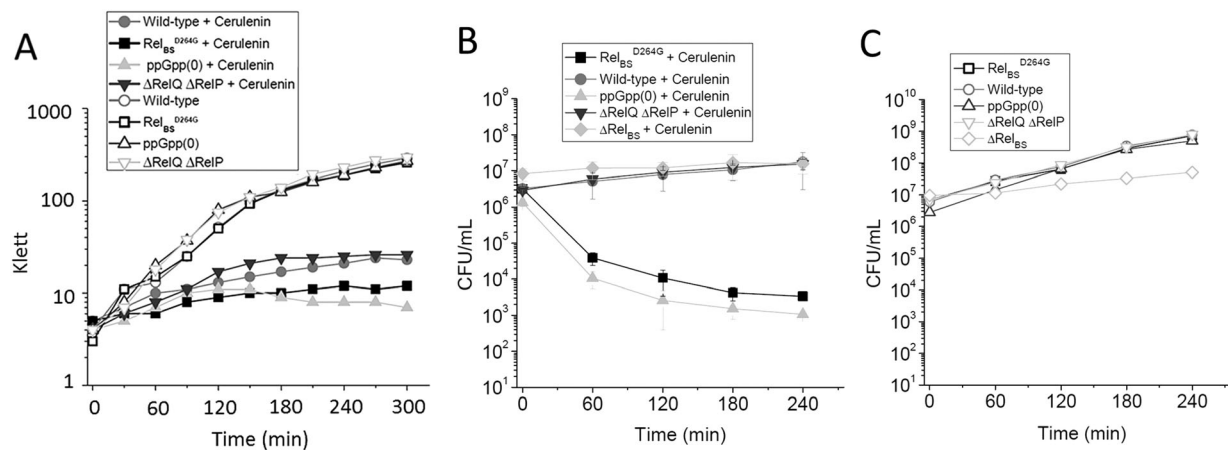 A
Wild-type + Cerulenin
Rel_BS^D264G + Cerulenin
ppGpp(0) + Cerulenin
ΔRelQ ΔRelP + Cerulenin
Wild-type
Rel_BS^D264G
ppGpp(0)
ΔRelQ ΔRelP
Klett
1000
100
10
1
0 60 120 180 240 300
Time (min)
B
Rel_BS^D264G + Cerulenin
Wild-type + Cerulenin
ppGpp(0) + Cerulenin
ΔRelQ ΔRelP + Cerulenin
ΔRel_BS + Cerulenin
CFU/mL
10^9
10^8
10^7
10^6
10^5
10^4
10^3
10^2
10^1
0 60 120 180 240
Time (min)
C
Rel_BS^D264G
Wild-type
ppGpp(0)
ΔRelQ ΔRelP
ΔRel_BS
CFU/mL
10^10
10^9
10^8
10^7
10^6
10^5
10^4
10^3
10^2
10^1
0 60 120 180 240
Time (min)